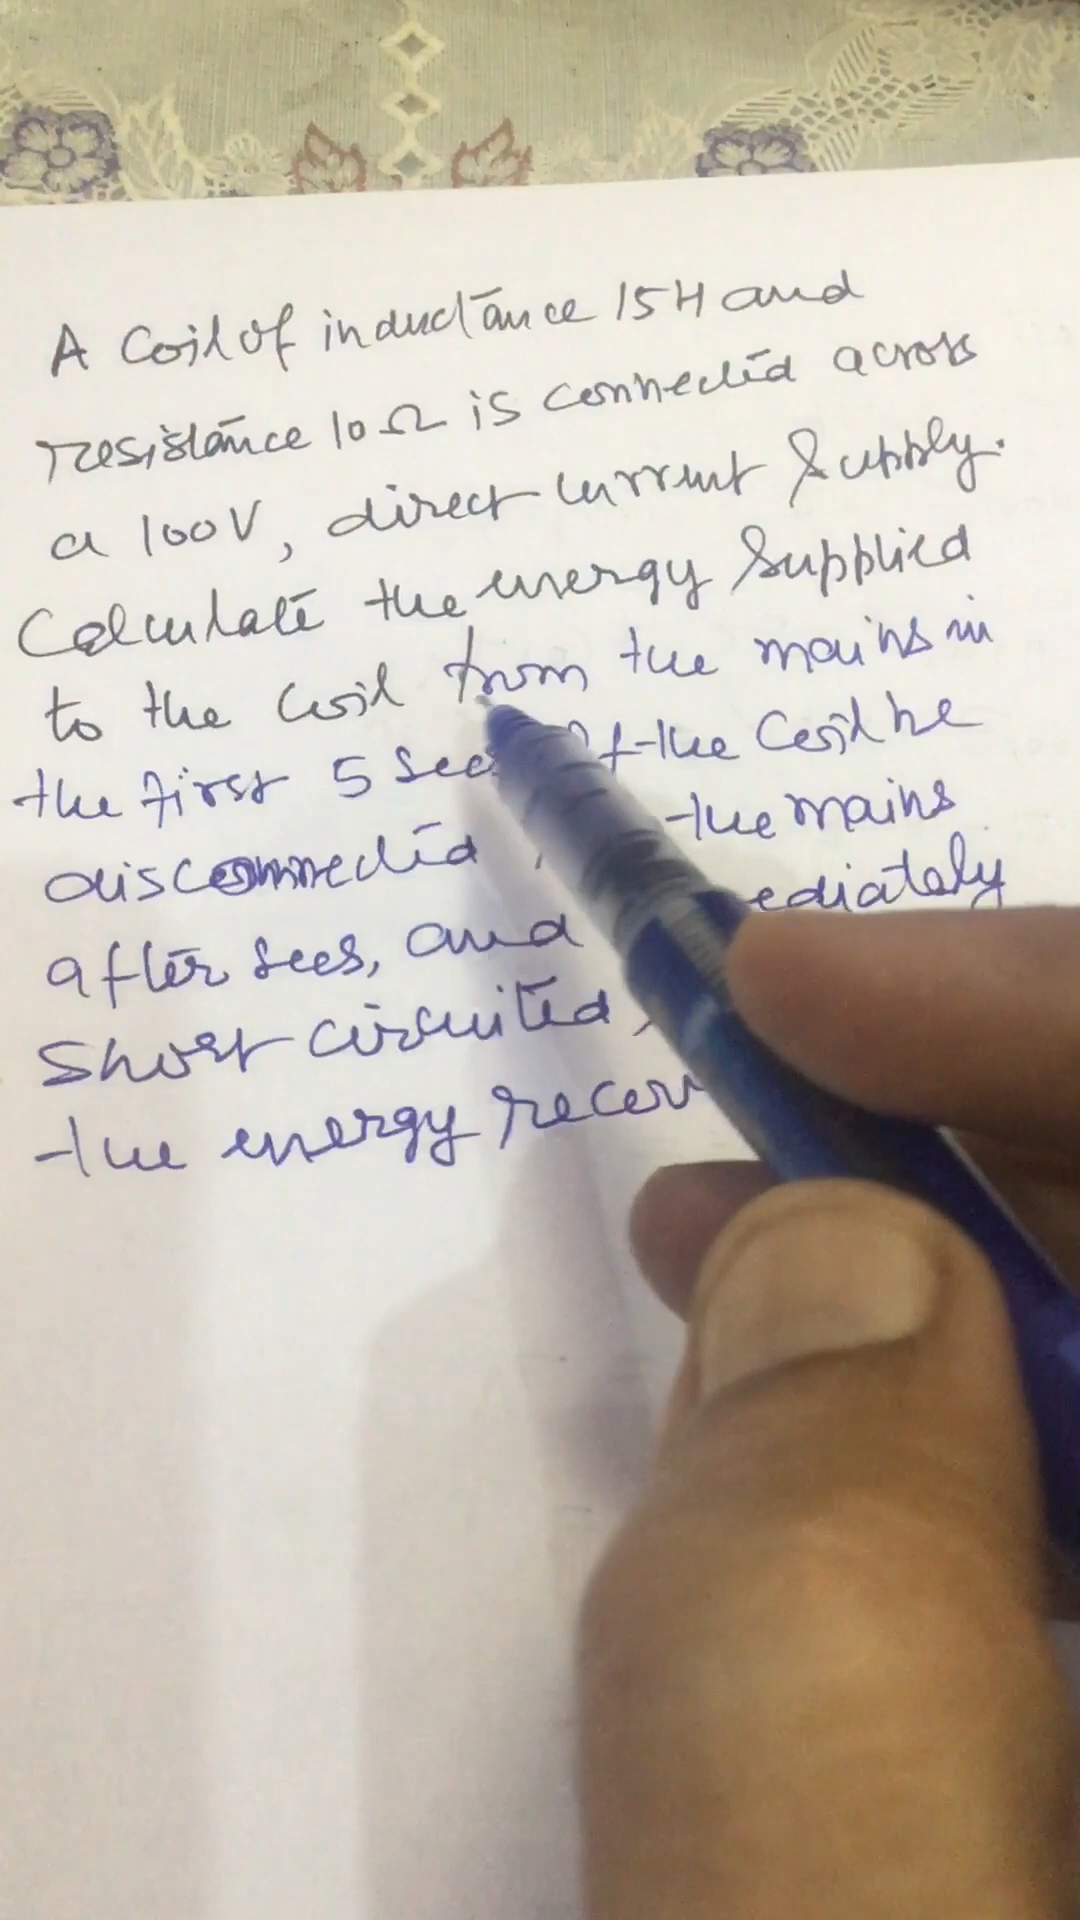 A Coil of inductance 15H and
resistance 10Ω is connected across
a 100V, direct current supply.
Calculate the energy supplied
to the coil from the mains in
the first 5 sec the Coil be
disconnected the mains
after secs, and
short circuited,
the energy